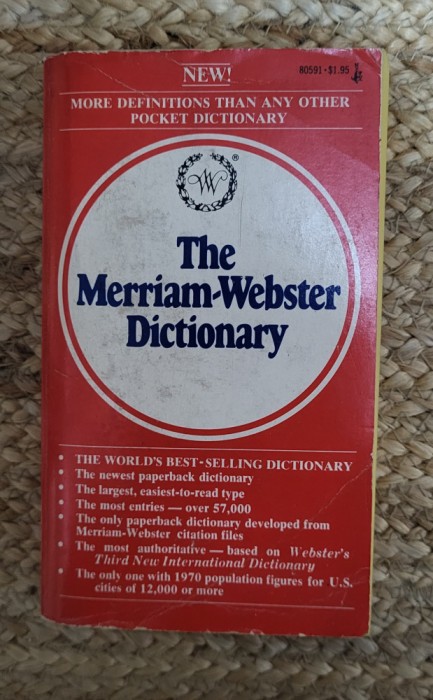 NEW!
80591·$1.95
MORE DEFINITIONS THAN ANY OTHER
POCKET DICTIONARY
W
®
The
Merriam-Webster
Dictionary
• THE WORLD'S BEST-SELLING DICTIONARY
• The newest paperback dictionary
• The largest, easiest-to-read type
• The most entries — over 57,000
• The only paperback dictionary developed from
Merriam-Webster citation files
• The most authoritative — based on Webster's
Third New International Dictionary
• The only one with 1970 population figures for U.S.
cities of 12,000 or more